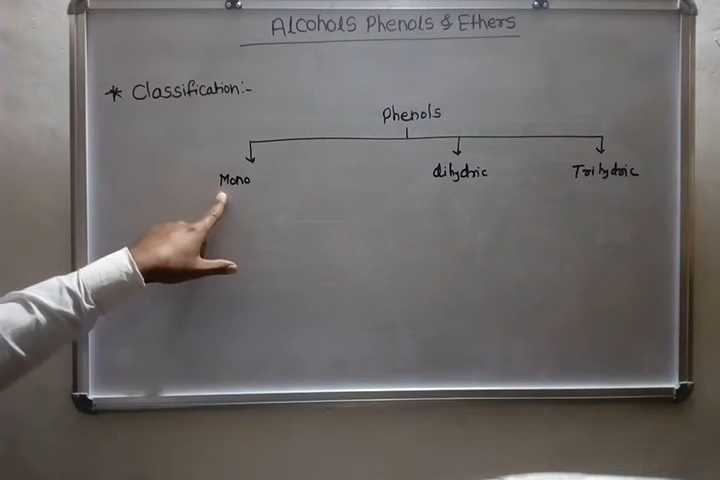 Alcohols Phenols & Ethers
* Classification:-
Phenols
Mono dihydric Trihydric